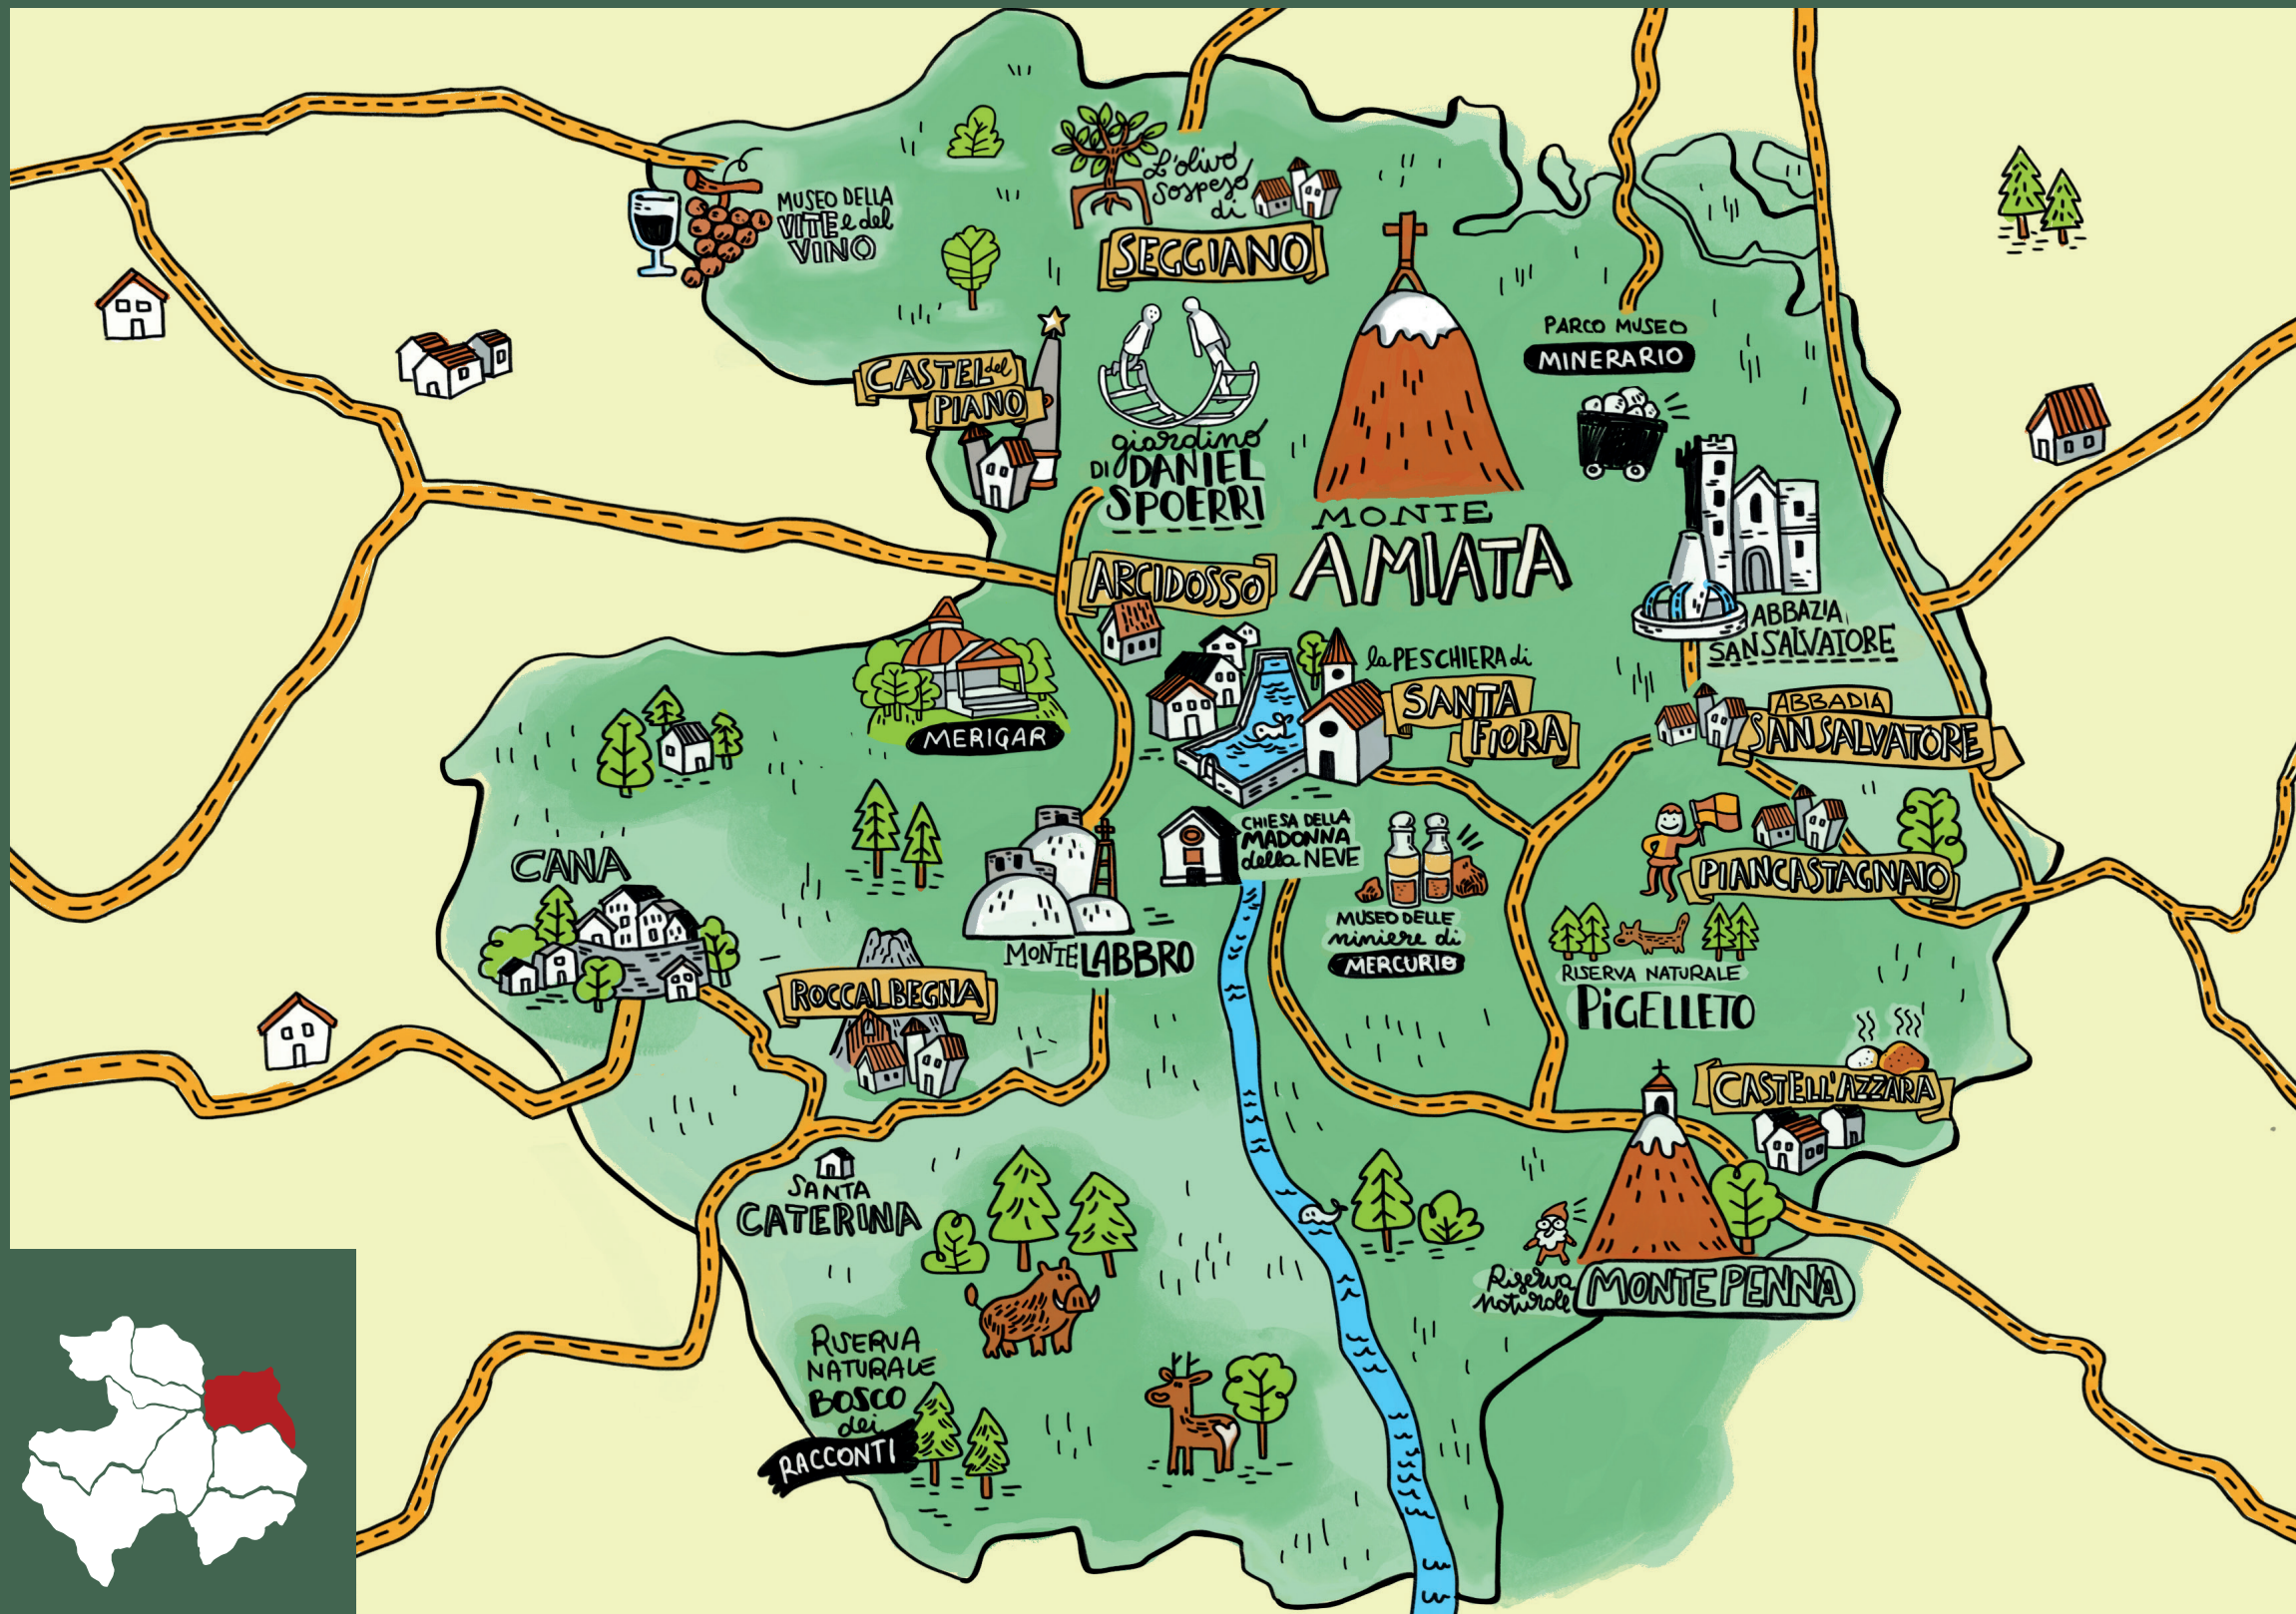 MUSEO DELLA
VITE e del
VINO
L'olivo
sospeso
di
SEGGIANO
CASTEL del
PIANO
giardino
DI DANIEL
SPOERRI
MONTE
AMIATA
PARCO MUSEO
MINERARIO
ABBAZIA
SAN SALVATORE
ARCIDOSSO
MERIGAR
la PESCHIERA di
SANTA
FIORA
ABBADIA
SAN SALVATORE
PIANCASTAGNAIO
CHIESA DELLA
MADONNA
della NEVE
MUSEO DELLE
miniere di
MERCURIO
RISERVA NATURALE
PiGELLETO
CANA
MONTE LABBRO
ROCCALBEGNA
CASTELL'AZZARA
SANTA
CATERINA
Riserva
naturale
MONTE PENNA
RISERVA
NATURALE
BOSCO
dei
RACCONTI